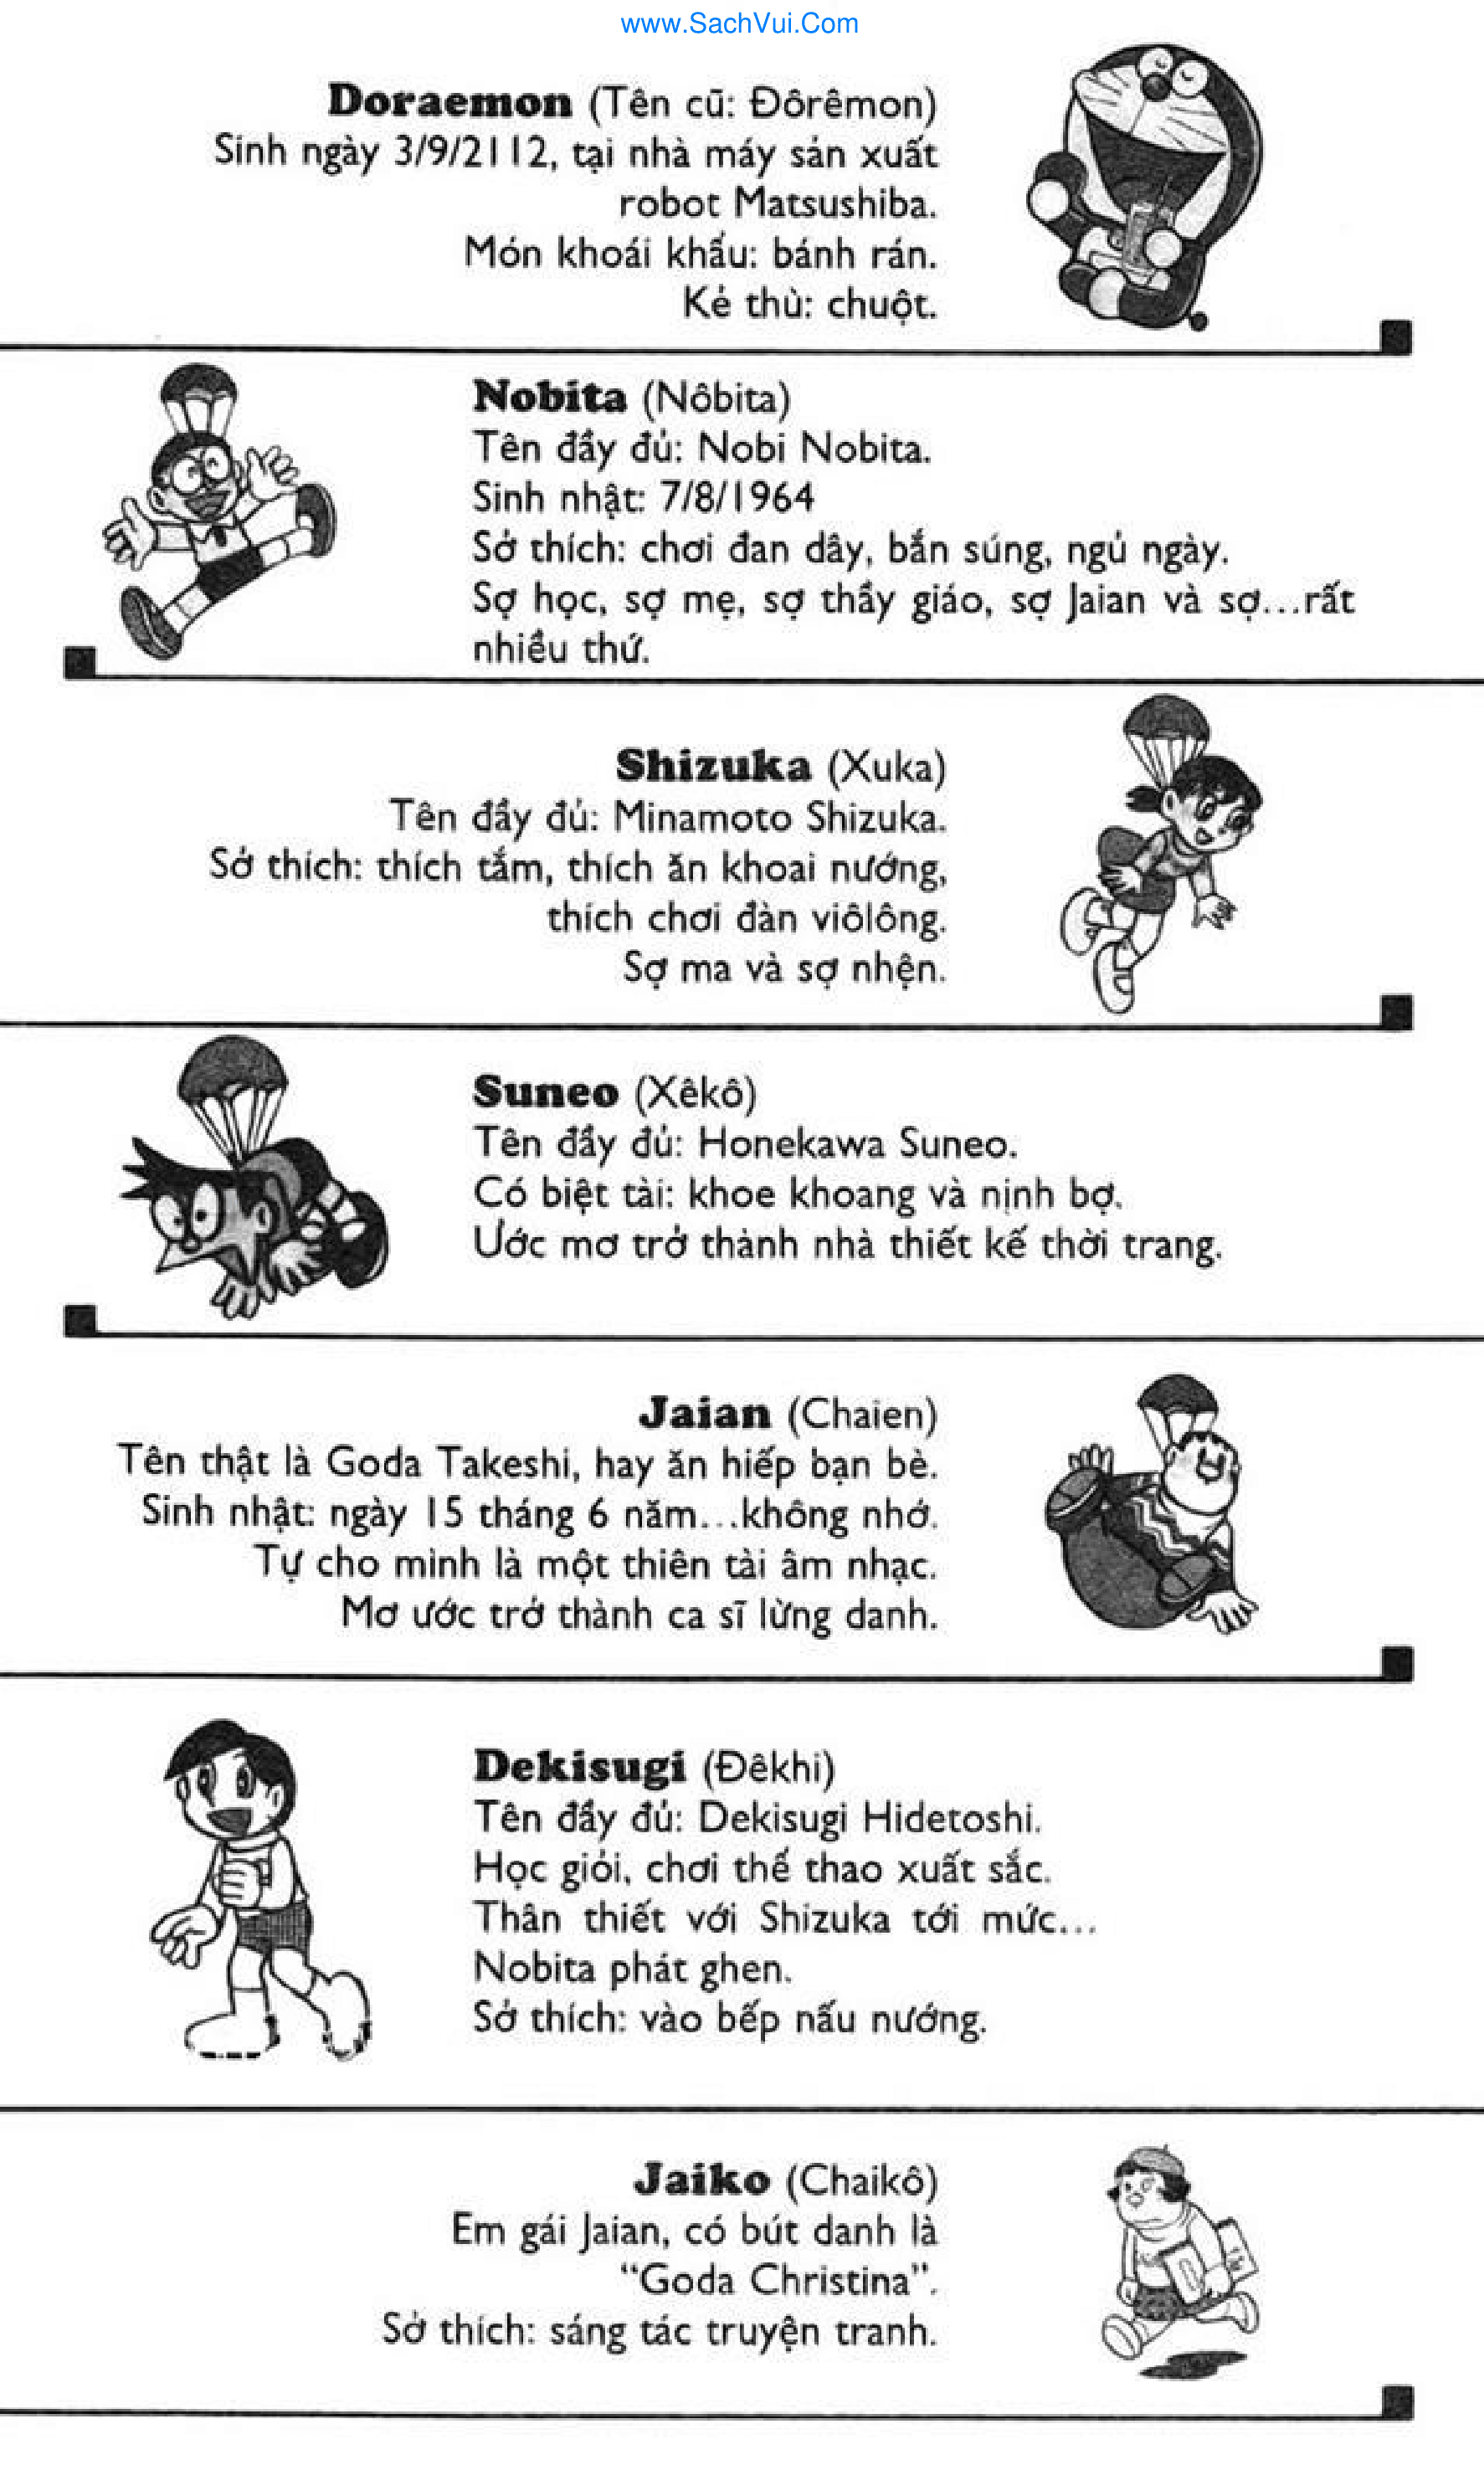 www.SachVui.Com
Doraemon (Tên cũ: Đôrêmon)
Sinh ngày 3/9/2112, tại nhà máy sản xuất
robot Matsushiba.
Món khoái khẩu: bánh rán.
Kẻ thù: chuột.
Nobita (Nôbita)
Tên đầy đủ: Nobi Nobita.
Sinh nhật: 7/8/1964
Sở thích: chơi đan dây, bắn súng, ngủ ngày.
Sợ học, sợ mẹ, sợ thầy giáo, sợ Jaian và sợ...rất
nhiều thứ.
Shizuka (Xuka)
Tên đầy đủ: Minamoto Shizuka.
Sở thích: thích tắm, thích ăn khoai nướng,
thích chơi đàn viôlông.
Sợ ma và sợ nhện.
Suneo (Xêkô)
Tên đầy đủ: Honekawa Suneo.
Có biệt tài: khoe khoang và nịnh bợ.
Ước mơ trở thành nhà thiết kế thời trang.
Jaian (Chaien)
Tên thật là Goda Takeshi, hay ăn hiếp bạn bè.
Sinh nhật: ngày 15 tháng 6 năm...không nhớ.
Tự cho mình là một thiên tài âm nhạc.
Mơ ước trở thành ca sĩ lừng danh.
Dekisugi (Đêkhi)
Tên đầy đủ: Dekisugi Hidetoshi.
Học giỏi, chơi thể thao xuất sắc.
Thân thiết với Shizuka tới mức...
Nobita phát ghen.
Sở thích: vào bếp nấu nướng.
Jaiko (Chaikô)
Em gái Jaian, có bút danh là
“Goda Christina”.
Sở thích: sáng tác truyện tranh.